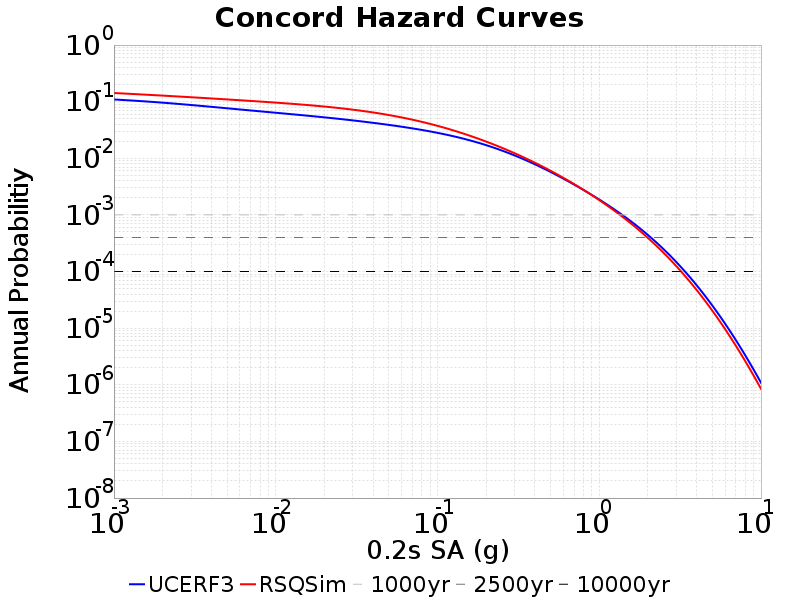 Concord Hazard Curves
Annual Probabilitiy
10^0
10^-1
10^-2
10^-3
10^-4
10^-5
10^-6
10^-7
10^-8
10^-3 10^-2 10^-1 10^0 10^1
0.2s SA (g)
UCERF3 RSQSim 1000yr 2500yr 10000yr